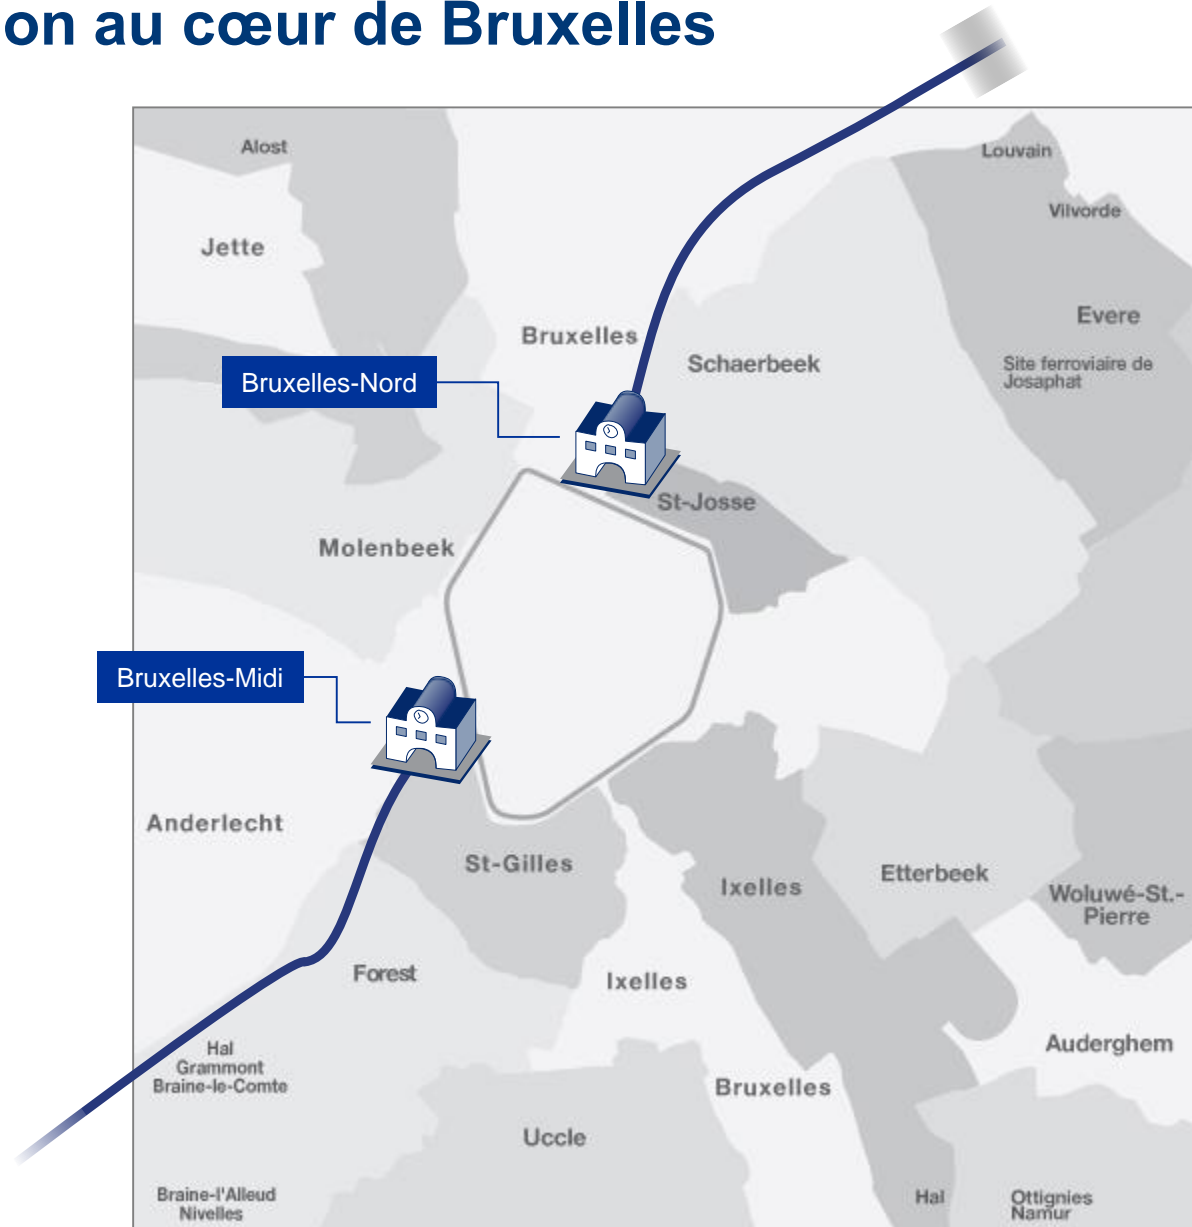 on au cœur de Bruxelles
Alost
Louvain
Vilvorde
Jette
Evere
Bruxelles
Schaerbeek
Site ferroviaire de
Josaphat
Bruxelles-Nord
St-Josse
Molenbeek
Bruxelles-Midi
Anderlecht
St-Gilles
Etterbeek
Ixelles
Woluwé-St.-
Pierre
Forest
Ixelles
Hal
Grammont
Braine-le-Comte
Auderghem
Bruxelles
Uccle
Braine-l'Alleud
Nivelles
Hal
Ottignies
Namur